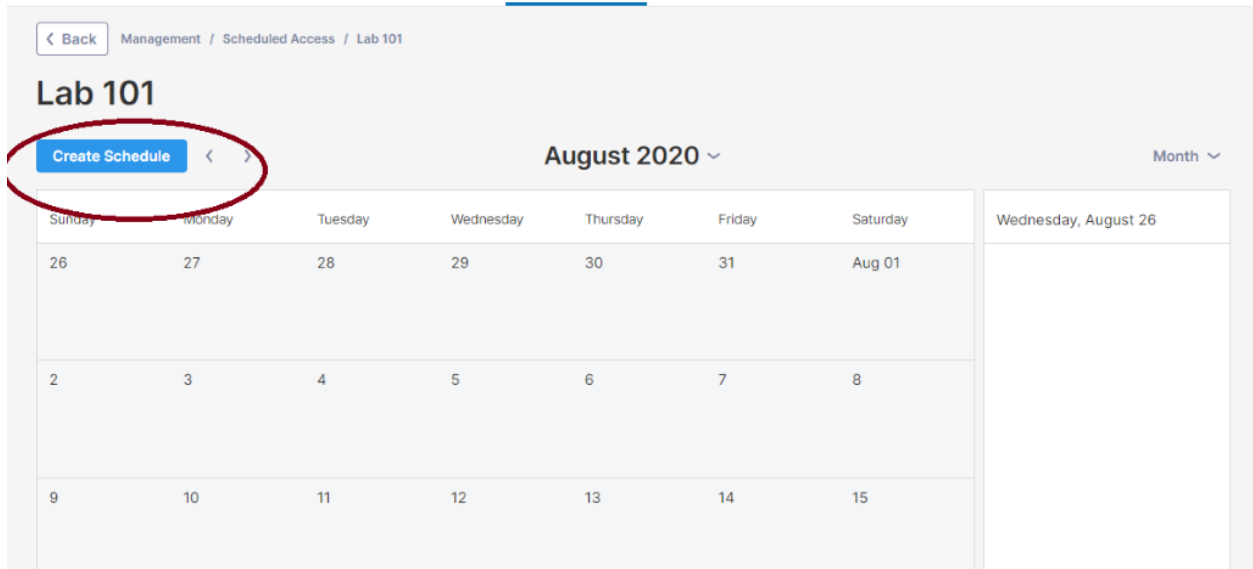 Back Management / Scheduled Access / Lab 101
Lab 101
Create Schedule August 2020 Month
Sunday Monday Tuesday Wednesday Thursday Friday Saturday Wednesday, August 26
26 27 28 29 30 31 Aug 01
2 3 4 5 6 7 8
9 10 11 12 13 14 15